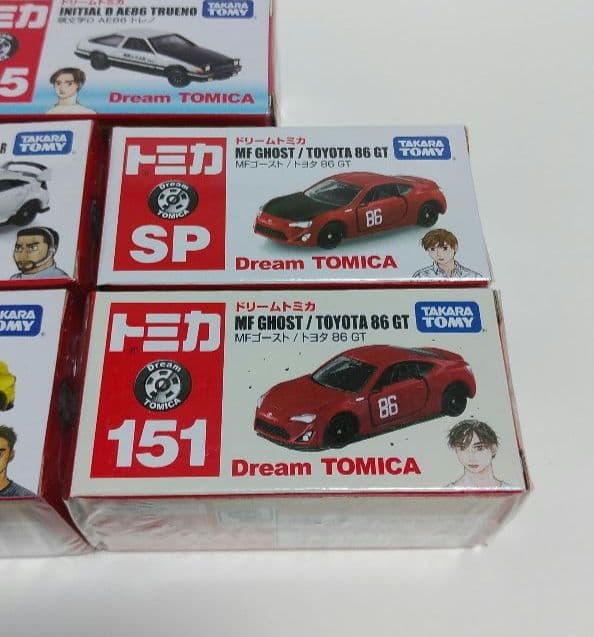 トミカ
ドリームトミカ
INITIAL D AE86 TRUENO
頭文字D AE86 トレノ
TAKARA
TOMY
5
Dream TOMICA
R
TAKARA
TOMY
トミカ
Dream
TOMICA
SP
ドリームトミカ
MF GHOST / TOYOTA 86 GT
MFゴースト / トヨタ 86 GT
TAKARA
TOMY
86
Dream TOMICA
TOMY
トミカ
Dream
TOMICA
151
ドリームトミカ
MF GHOST / TOYOTA 86 GT
MFゴースト / トヨタ 86 GT
TAKARA
TOMY
86
Dream TOMICA